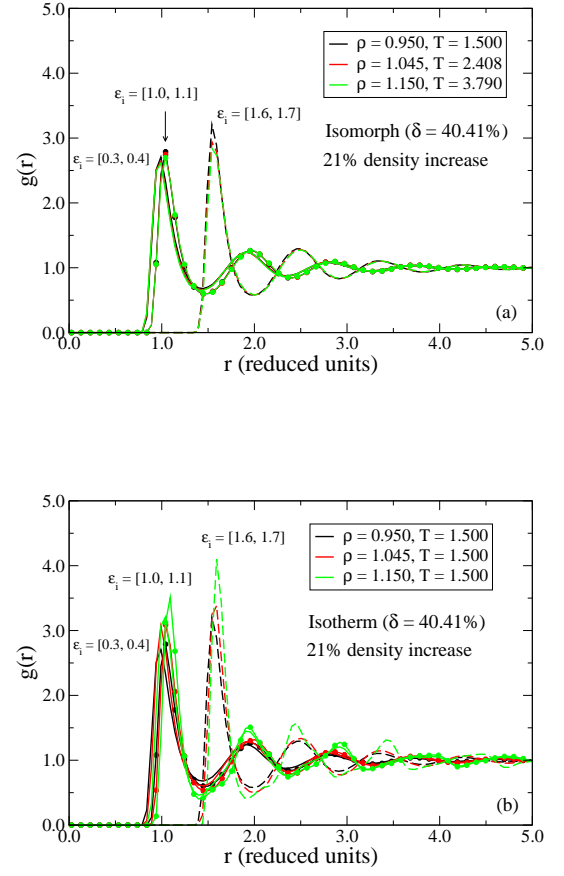 5.0
4.0
3.0
2.0
1.0
0.0
g(r)
ρ = 0.950, T = 1.500
ρ = 1.045, T = 2.408
ρ = 1.150, T = 3.790
ε_i = [1.0, 1.1]
ε_i = [1.6, 1.7]
ε_i = [0.3, 0.4]
Isomorph (δ = 40.41%)
21% density increase
(a)
0.0 1.0 2.0 3.0 4.0 5.0
r (reduced units)
5.0
4.0
3.0
2.0
1.0
0.0
g(r)
ε_i = [1.6, 1.7]
ρ = 0.950, T = 1.500
ρ = 1.045, T = 1.500
ρ = 1.150, T = 1.500
ε_i = [1.0, 1.1]
ε_i = [0.3, 0.4]
Isotherm (δ = 40.41%)
21% density increase
(b)
0.0 1.0 2.0 3.0 4.0 5.0
r (reduced units)